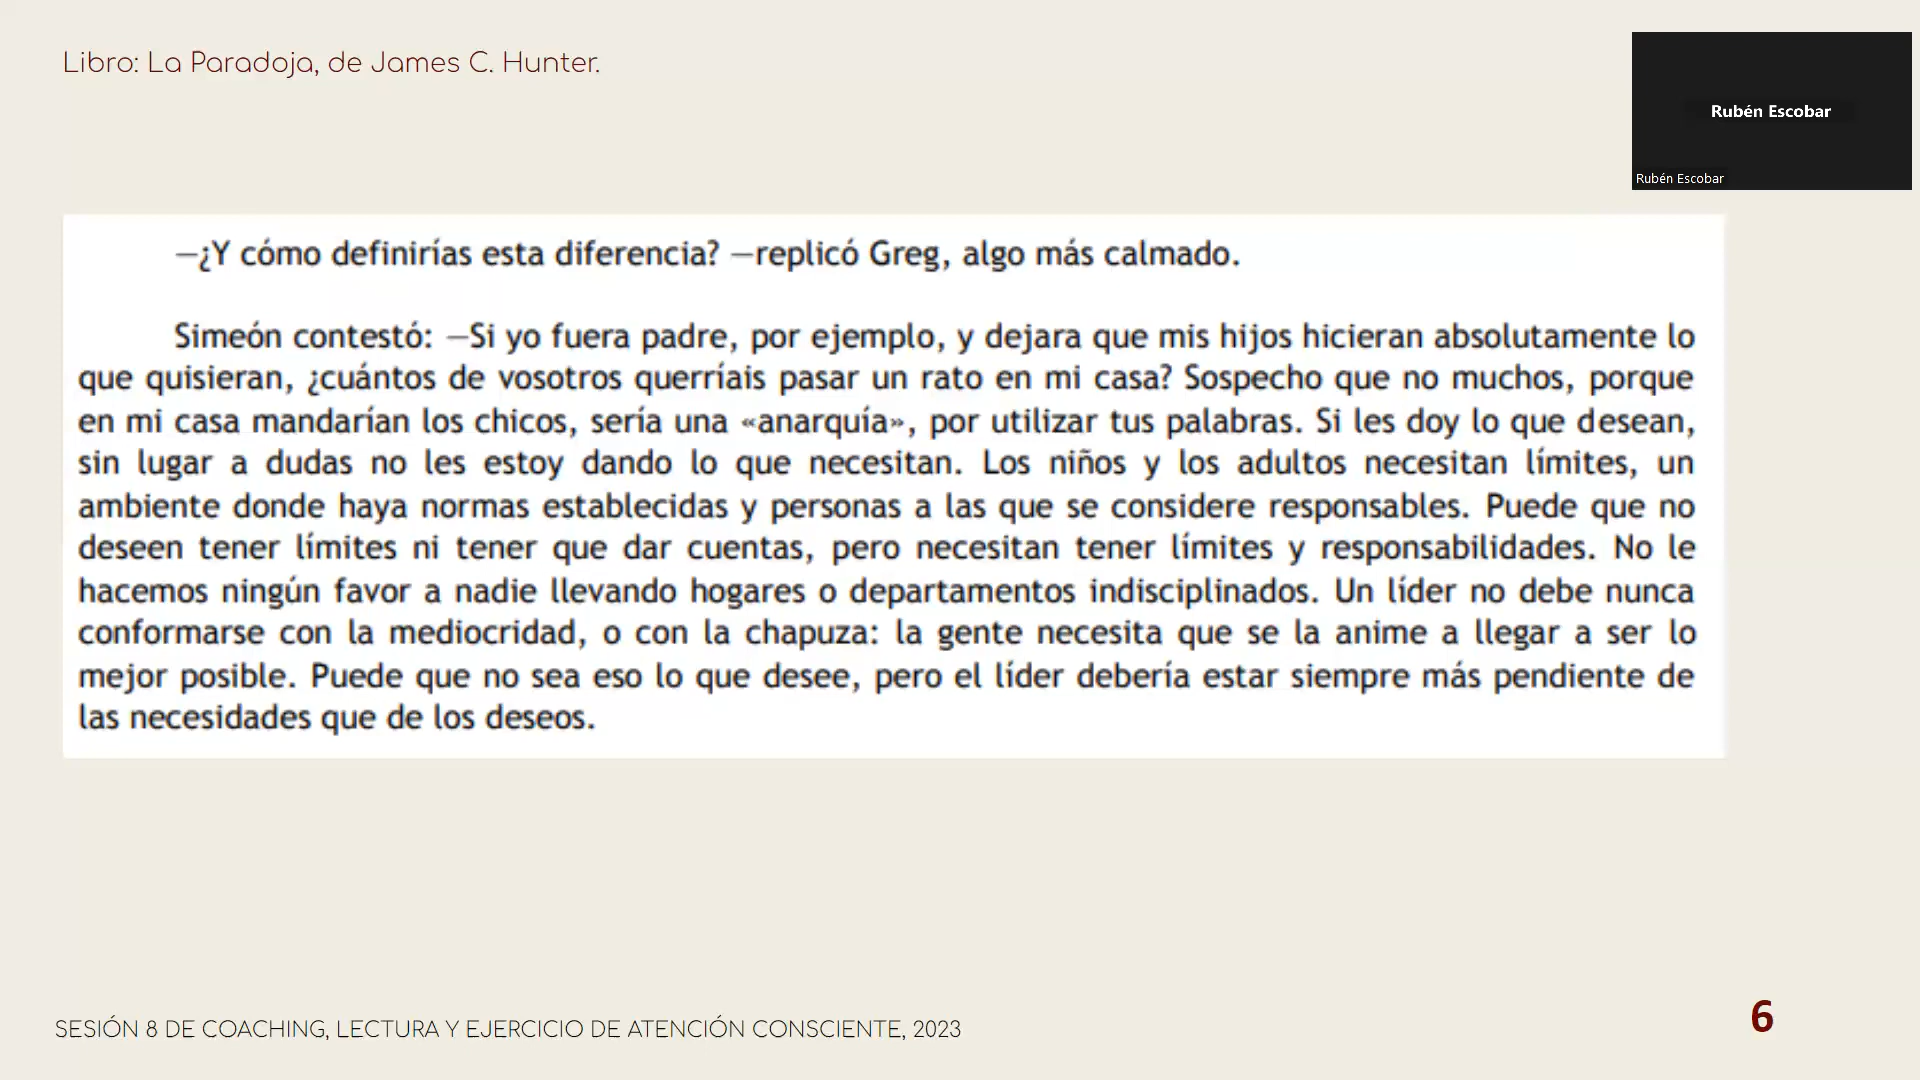 Libro: La Paradoja, de James C. Hunter.
Rubén Escobar
Rubén Escobar
—¿Y cómo definirías esta diferencia? —replicó Greg, algo más calmado.
Simeón contestó: —Si yo fuera padre, por ejemplo, y dejara que mis hijos hicieran absolutamente lo
que quisieran, ¿cuántos de vosotros querríais pasar un rato en mi casa? Sospecho que no muchos, porque
en mi casa mandarían los chicos, sería una «anarquía», por utilizar tus palabras. Si les doy lo que desean,
sin lugar a dudas no les estoy dando lo que necesitan. Los niños y los adultos necesitan límites, un
ambiente donde haya normas establecidas y personas a las que se considere responsables. Puede que no
deseen tener límites ni tener que dar cuentas, pero necesitan tener límites y responsabilidades. No le
hacemos ningún favor a nadie llevando hogares o departamentos indisciplinados. Un líder no debe nunca
conformarse con la mediocridad, o con la chapuza: la gente necesita que se la anime a llegar a ser lo
mejor posible. Puede que no sea eso lo que desee, pero el líder debería estar siempre más pendiente de
las necesidades que de los deseos.
SESIÓN 8 DE COACHING, LECTURA Y EJERCICIO DE ATENCIÓN CONSCIENTE, 2023
6